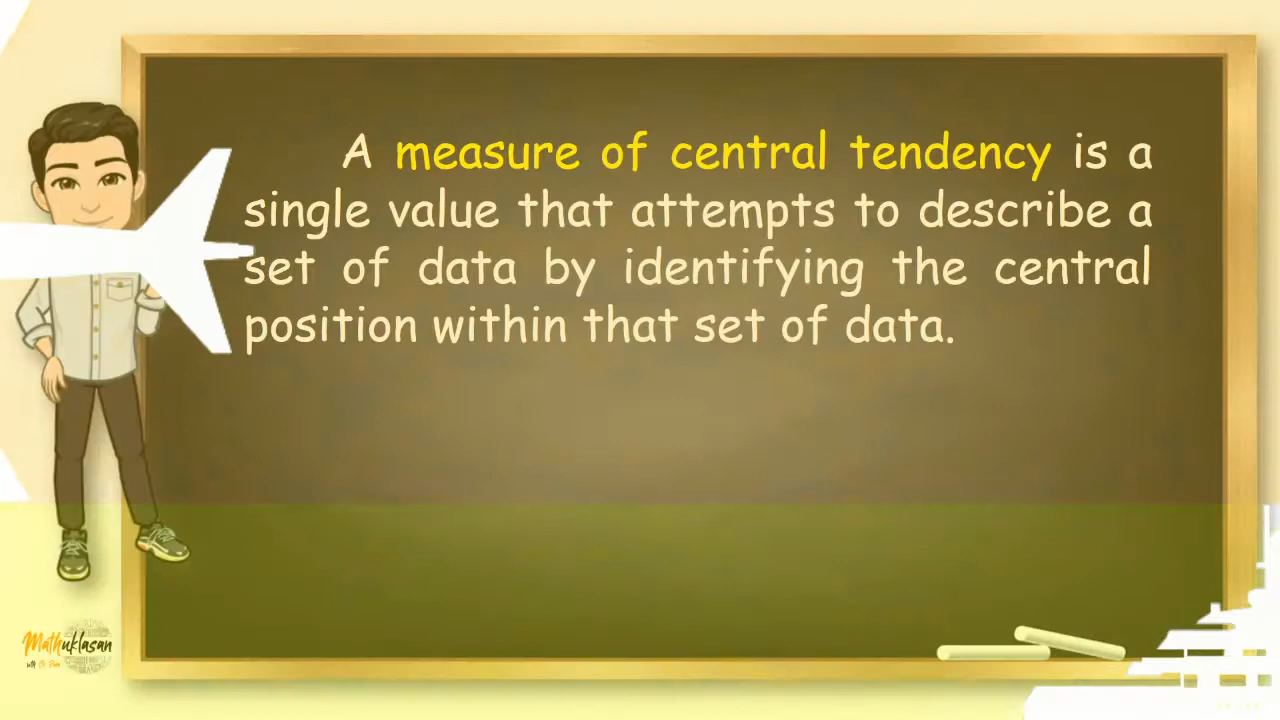 A measure of central tendency is a
single value that attempts to describe a
set of data by identifying the central
position within that set of data.
Mathuklasan
with